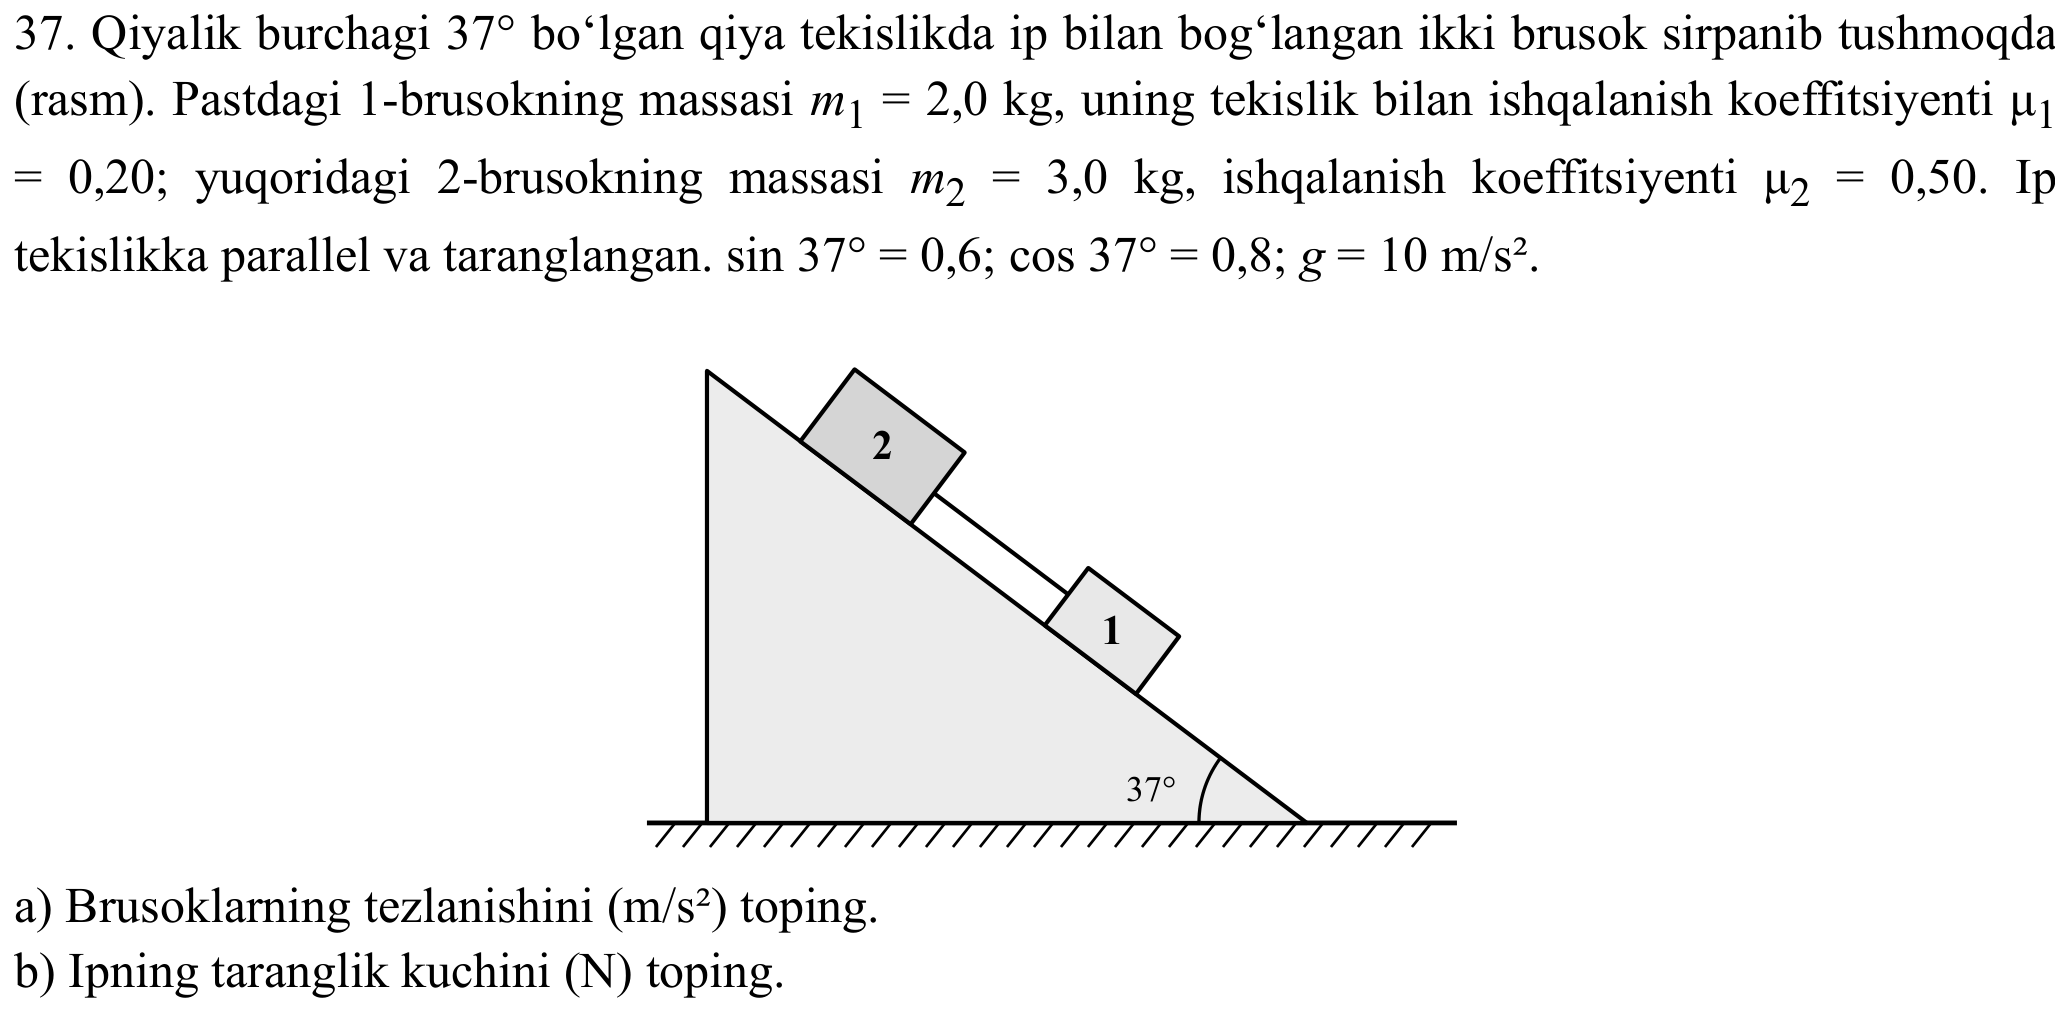 37. Qiyalik burchagi 37° bo‘lgan qiya tekislikda ip bilan bog‘langan ikki brusok sirpanib tushmoqda
(rasm). Pastdagi 1-brusokning massasi m₁ = 2,0 kg, uning tekislik bilan ishqalanish koeffitsiyenti μ₁
= 0,20; yuqoridagi 2-brusokning massasi m₂ = 3,0 kg, ishqalanish koeffitsiyenti μ₂ = 0,50. Ip
tekislikka parallel va taranglangan. sin 37° = 0,6; cos 37° = 0,8; g = 10 m/s².
2
1
37°
a) Brusoklarning tezlanishini (m/s²) toping.
b) Ipning taranglik kuchini (N) toping.